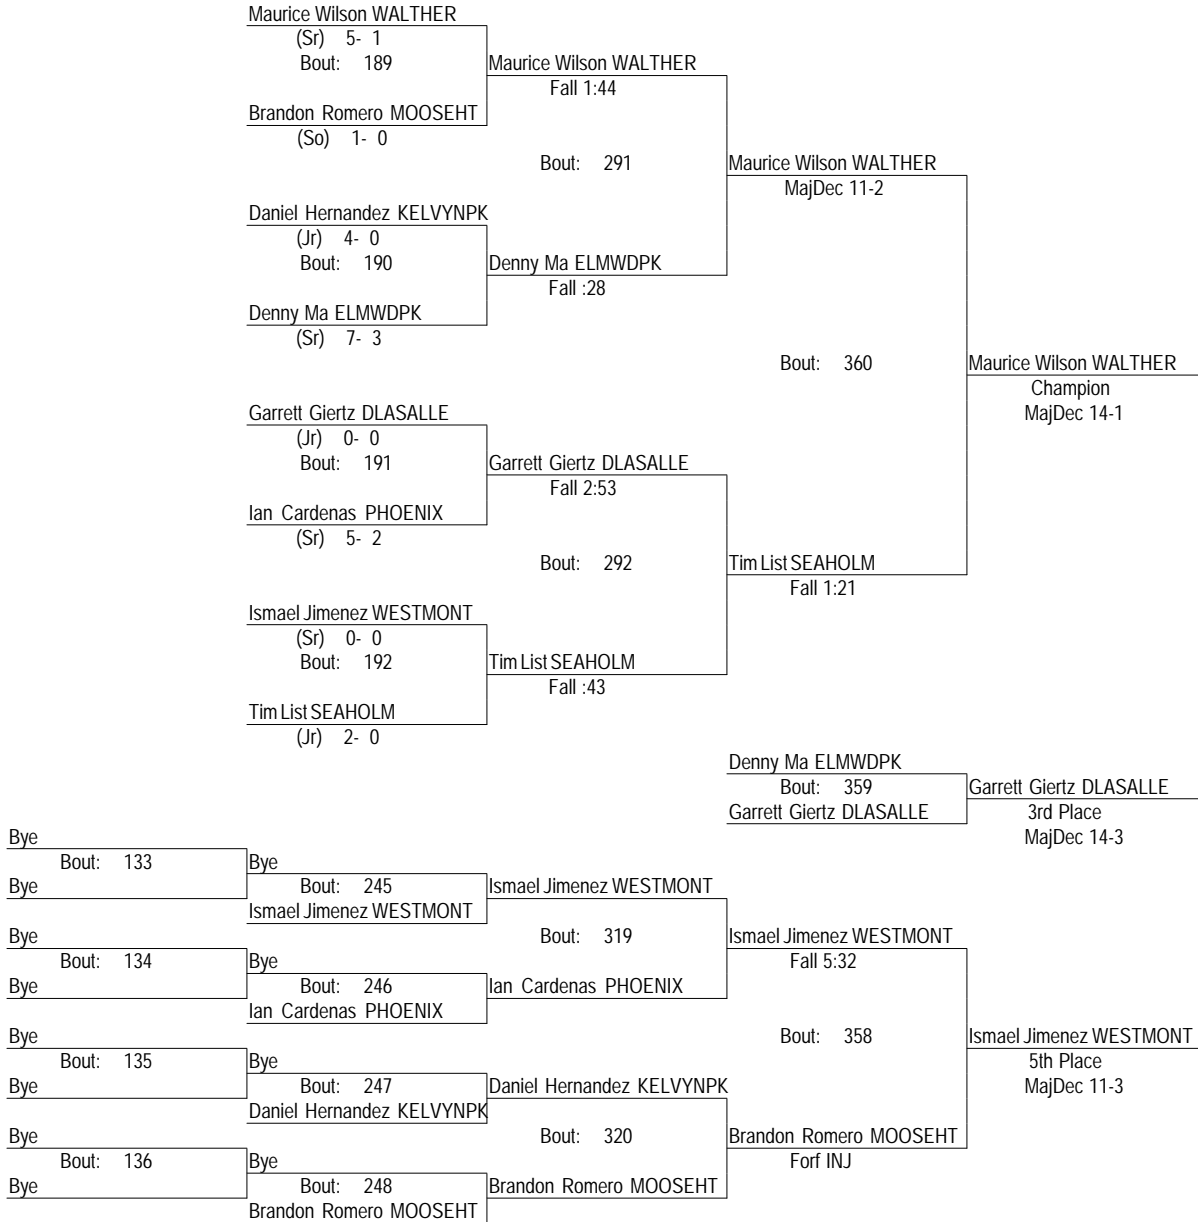 Maurice Wilson WALTHER
(Sr) 5- 1
Bout: 189
Maurice Wilson WALTHER
Fall 1:44
Brandon Romero MOOSEHT
(So) 1- 0
Bout: 291
Maurice Wilson WALTHER
MajDec 11-2
Daniel Hernandez KELVYNPK
(Jr) 4- 0
Bout: 190
Denny Ma ELMWDPK
Fall :28
Denny Ma ELMWDPK
(Sr) 7- 3
Bout: 360
Maurice Wilson WALTHER
Champion
MajDec 14-1
Garrett Giertz DLASALLE
(Jr) 0- 0
Bout: 191
Garrett Giertz DLASALLE
Fall 2:53
Ian Cardenas PHOENIX
(Sr) 5- 2
Bout: 292
Tim List SEAHOLM
Fall 1:21
Ismael Jimenez WESTMONT
(Sr) 0- 0
Bout: 192
Tim List SEAHOLM
Fall :43
Tim List SEAHOLM
(Jr) 2- 0
Denny Ma ELMWDPK
Bout: 359
Garrett Giertz DLASALLE
Garrett Giertz DLASALLE
3rd Place
MajDec 14-3
Bye
Bout: 133
Bye
Bye
Bout: 245
Ismael Jimenez WESTMONT
Ismael Jimenez WESTMONT
Bye
Bout: 319
Ismael Jimenez WESTMONT
Fall 5:32
Bout: 134
Bye
Bye
Bout: 246
Ian Cardenas PHOENIX
Ian Cardenas PHOENIX
Bye
Bout: 358
Ismael Jimenez WESTMONT
5th Place
MajDec 11-3
Bout: 135
Bye
Bye
Bout: 247
Daniel Hernandez KELVYNPK
Daniel Hernandez KELVYNPK
Bye
Bout: 320
Brandon Romero MOOSEHT
Forf INJ
Bout: 136
Bye
Bye
Bout: 248
Brandon Romero MOOSEHT
Brandon Romero MOOSEHT